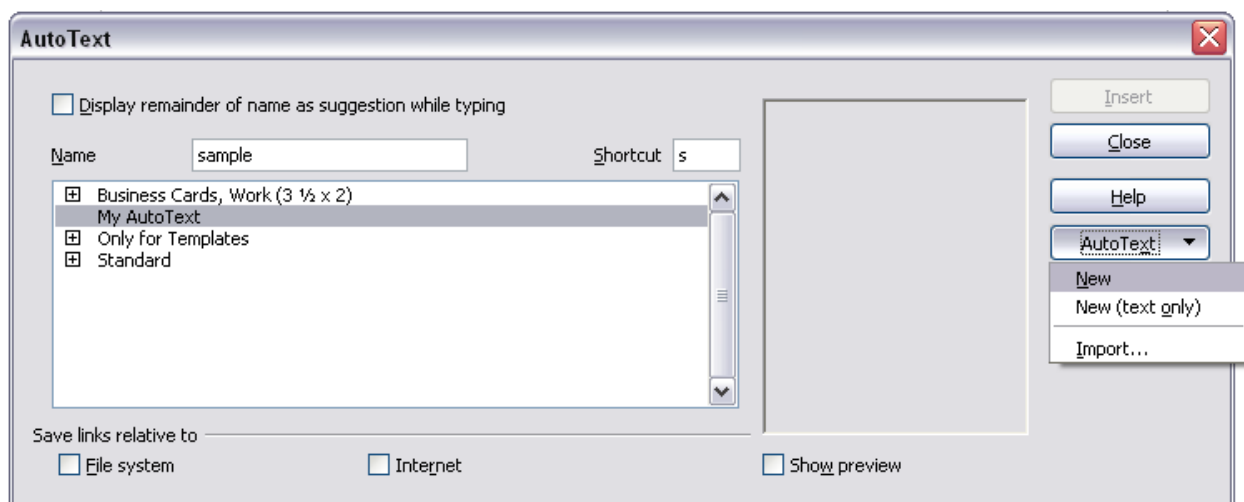 AutoText
Display remainder of name as suggestion while typing
Insert
Close
Name sample Shortcut s
Business Cards, Work (3 ½ x 2)
My AutoText
Only for Templates
Standard
Help
AutoText
New
New (text only)
Import...
Save links relative to
File system Internet Show preview